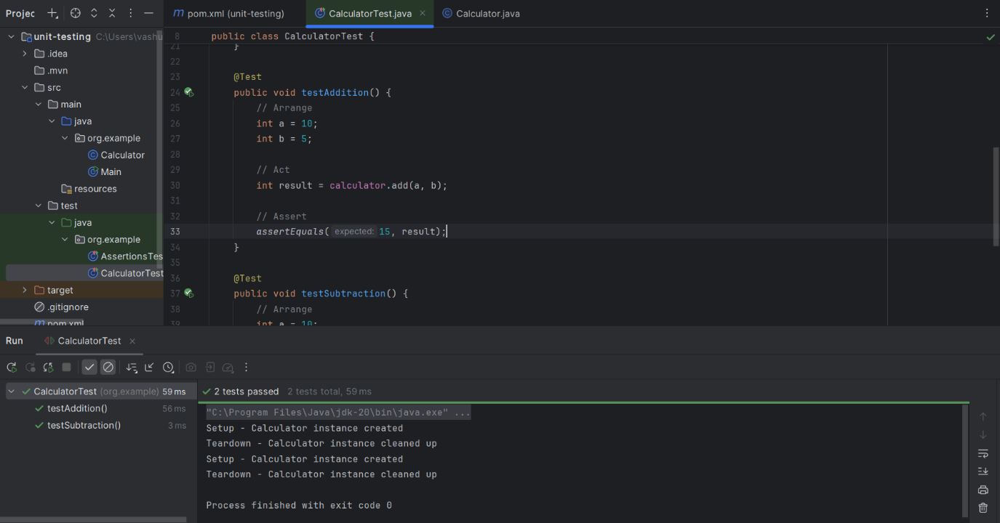 Projec
pom.xml (unit-testing)
CalculatorTest.java
Calculator.java
unit-testing C:\Users\vashu
.idea
.mvn
src
main
java
org.example
Calculator
Main
resources
test
java
org.example
AssertionsTes
CalculatorTest
target
.gitignore
pom.xml
8 public class CalculatorTest {
21 }
22
23 @Test
24 public void testAddition() {
25 // Arrange
26 int a = 10;
27 int b = 5;
28
29 // Act
30 int result = calculator.add(a, b);
31
32 // Assert
33 assertEquals( expected: 15, result);
34 }
35
36 @Test
37 public void testSubtraction() {
38 // Arrange
39 int a = 10;
Run CalculatorTest
CalculatorTest (org.example) 59 ms
testAddition() 56 ms
testSubtraction() 3 ms
2 tests passed 2 tests total, 59 ms
"C:\Program Files\Java\jdk-20\bin\java.exe" ...
Setup - Calculator instance created
Teardown - Calculator instance cleaned up
Setup - Calculator instance created
Teardown - Calculator instance cleaned up
Process finished with exit code 0